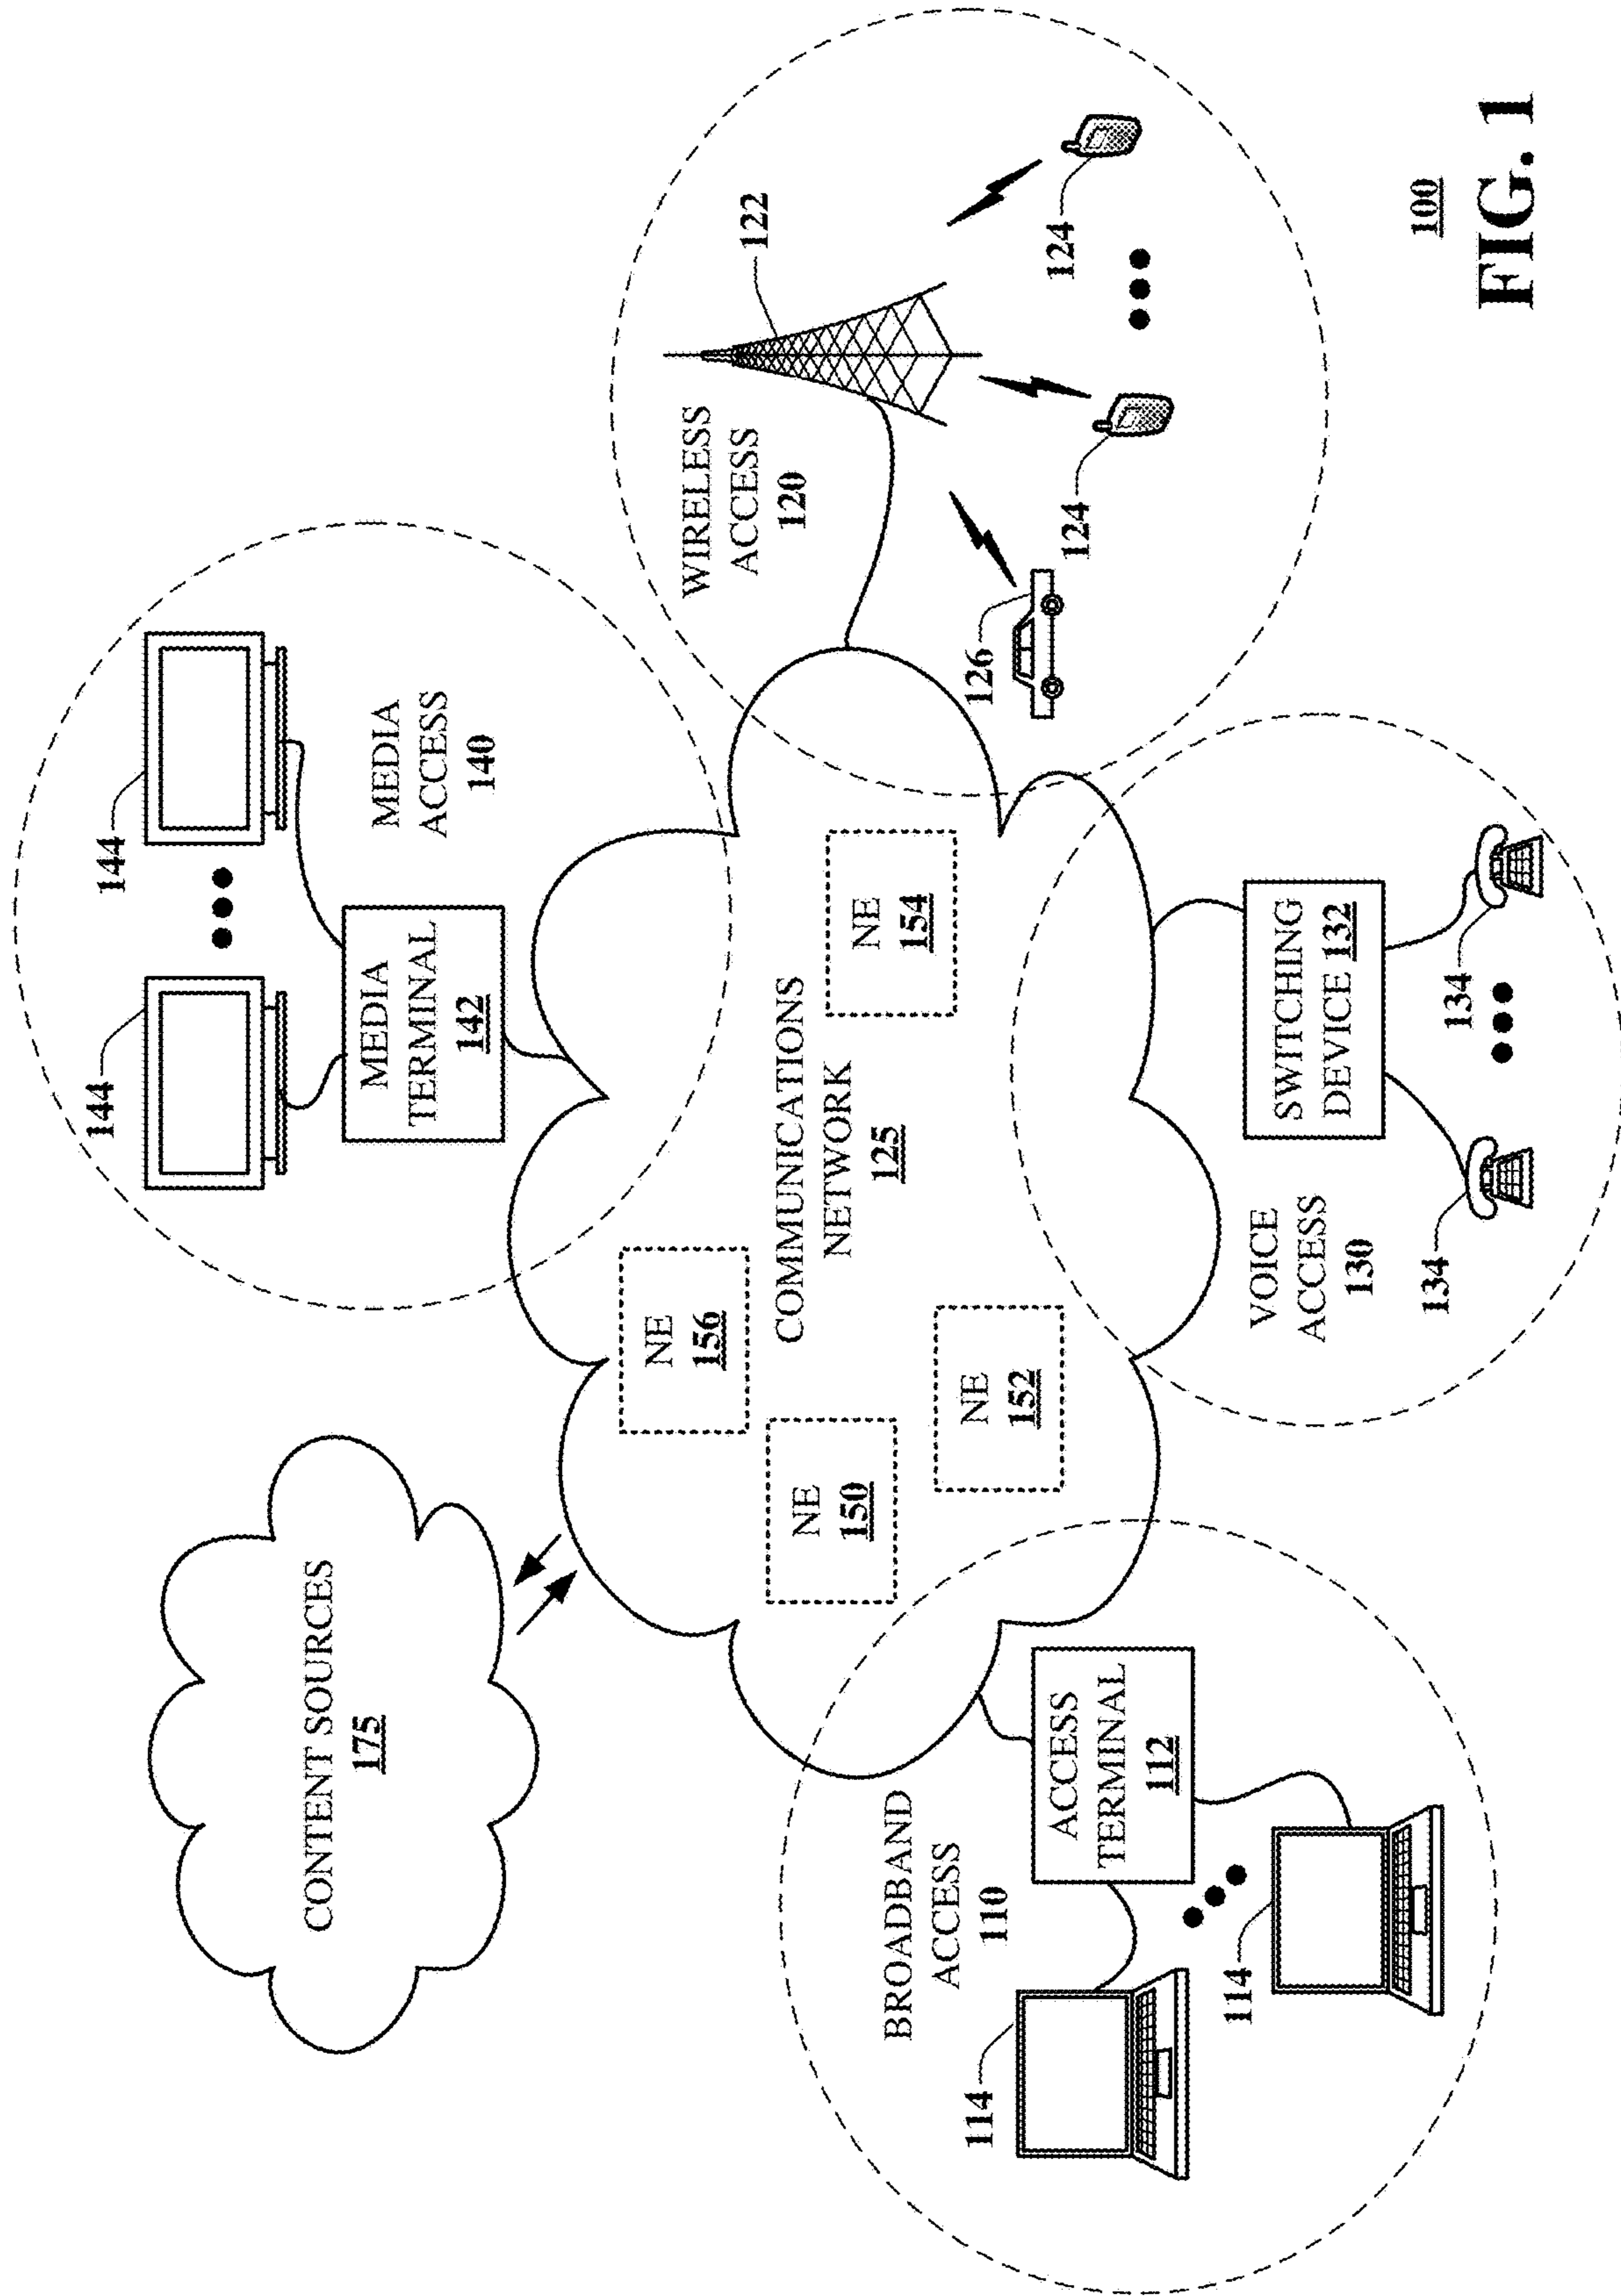 CONTENT SOURCES
175
144
144
MEDIA
TERMINAL
142
MEDIA
ACCESS
140
NE
156
NE
150
NE
152
COMMUNICATIONS
NETWORK
125
NE
154
WIRELESS
ACCESS
120
122
126
124
124
BROADBAND
ACCESS
110
ACCESS
TERMINAL
112
114
114
VOICE
ACCESS
130
SWITCHING
DEVICE 132
134
134
100
FIG. 1